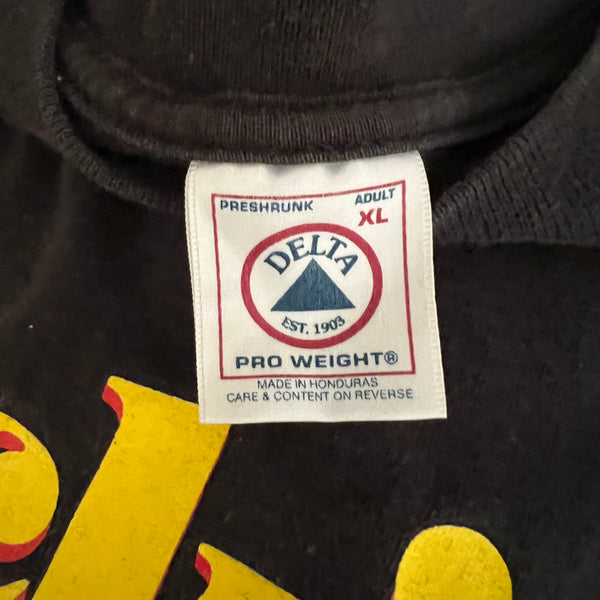 PRESHRUNK
ADULT
XL
DELTA
EST. 1903
PRO WEIGHT®
MADE IN HONDURAS
CARE & CONTENT ON REVERSE